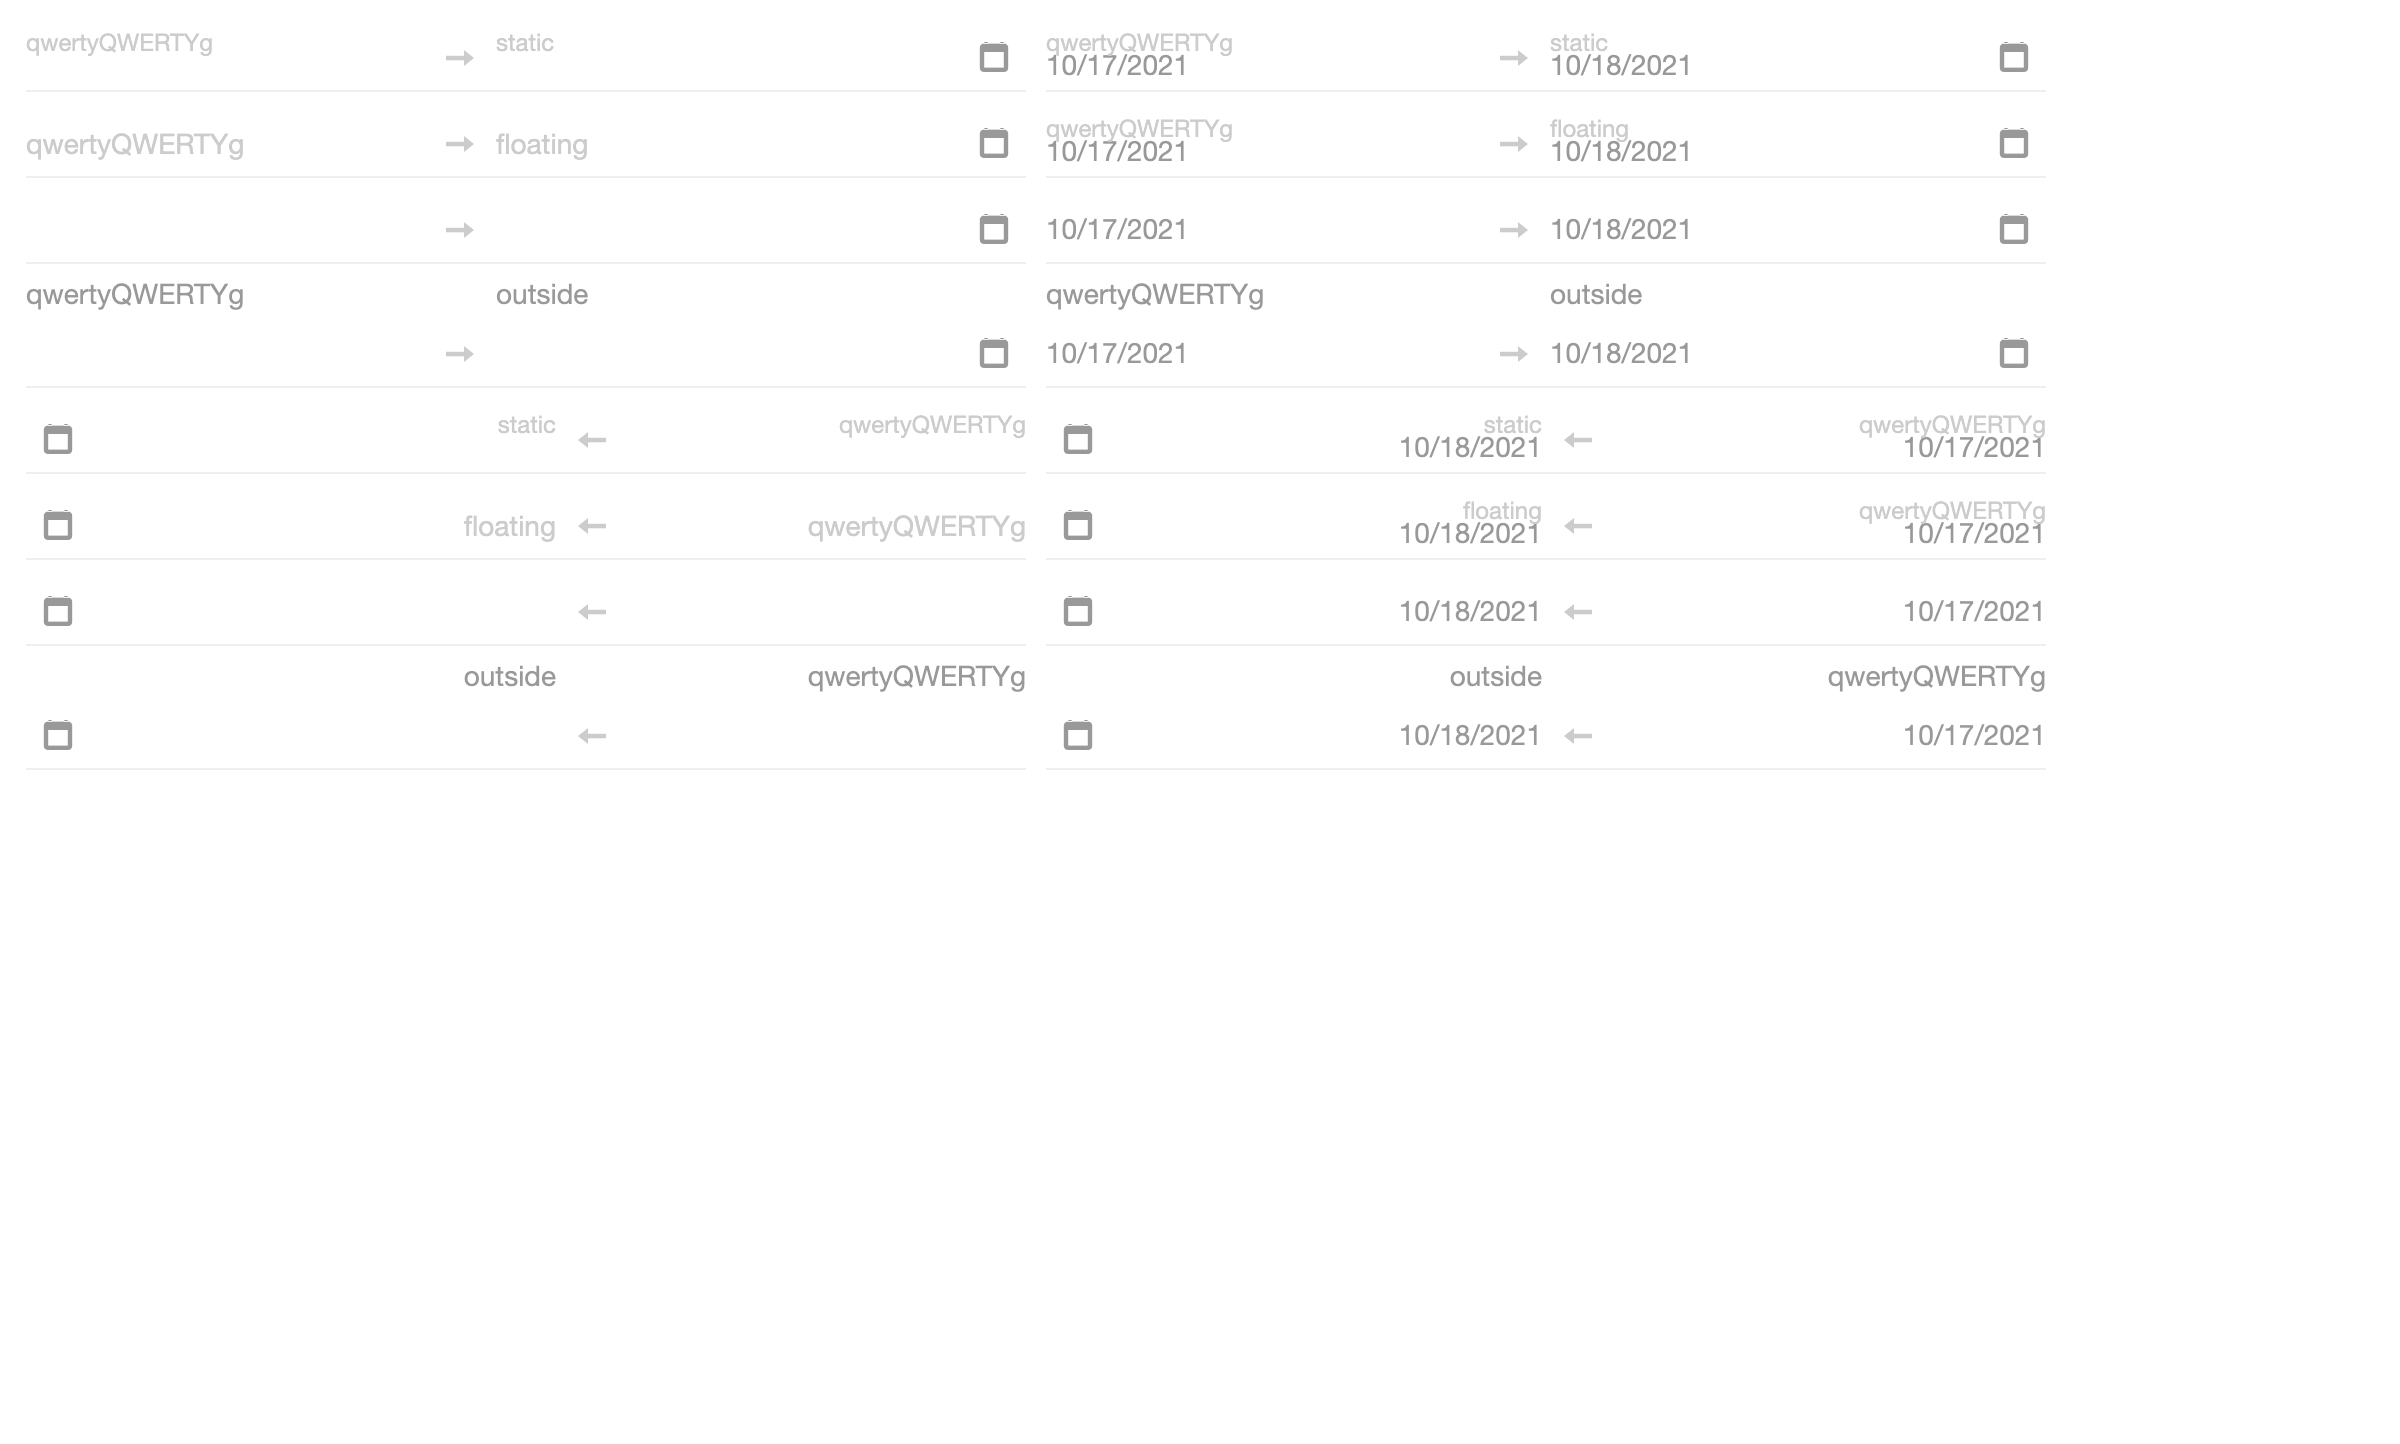 qwertyQWERTYg → static qwertyQWERTYg → static
10/17/2021 10/18/2021
qwertyQWERTYg → floating qwertyQWERTYg → floating
10/17/2021 10/18/2021
→ 10/17/2021 → 10/18/2021
qwertyQWERTYg outside qwertyQWERTYg outside
→ 10/17/2021 → 10/18/2021
static ← qwertyQWERTYg static ← qwertyQWERTYg
10/18/2021 10/17/2021
floating ← qwertyQWERTYg floating ← qwertyQWERTYg
10/18/2021 10/17/2021
← 10/18/2021 ← 10/17/2021
outside qwertyQWERTYg outside qwertyQWERTYg
← 10/18/2021 ← 10/17/2021